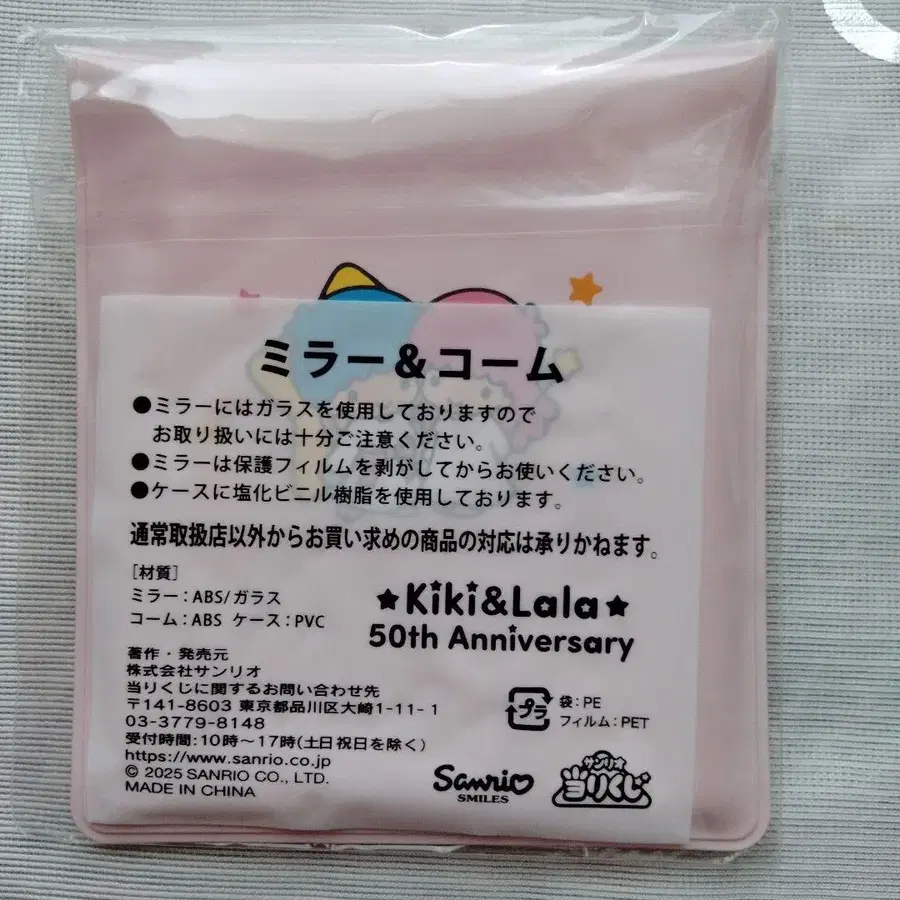 ミラー&コーム
●ミラーにはガラスを使用しておりますので
お取り扱いには十分ご注意ください。
●ミラーは保護フィルムを剥がしてからお使いください。
●ケースに塩化ビニル樹脂を使用しております。
通常取扱店以外からお買い求めの商品の対応は承りかねます。
[材質]
ミラー:ABS/ガラス
コーム:ABS ケース:PVC
★Kiki&Lala★
50th Anniversary
著作・発売元
株式会社サンリオ
当りくじに関するお問い合わせ先
〒141-8603 東京都品川区大崎1-11-1
03-3779-8148
受付時間:10時〜17時(土日祝日を除く)
https://www.sanrio.co.jp
© 2025 SANRIO CO., LTD.
MADE IN CHINA
プラ
袋:PE
フィルム:PET
Sanrio
SMILES
サンリオ
当りくじ